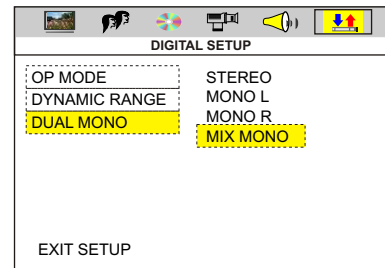 DIGITAL SETUP
OP MODE
DYNAMIC RANGE
DUAL MONO
STEREO
MONO L
MONO R
MIX MONO
EXIT SETUP